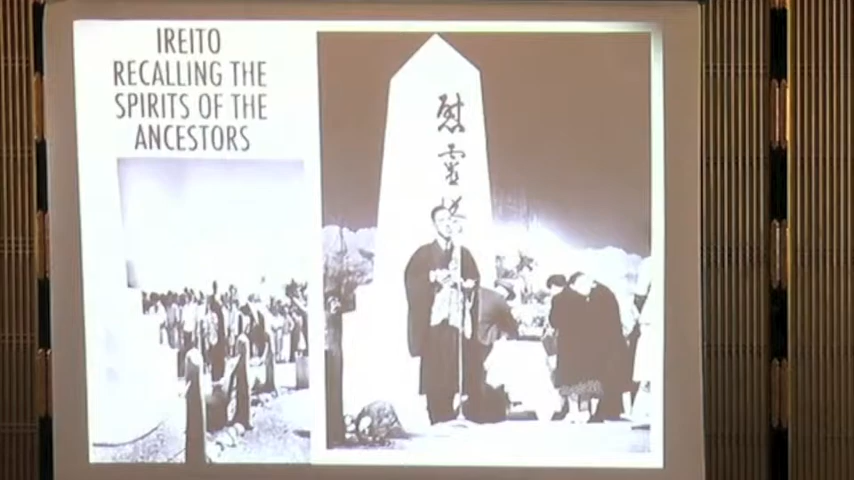 IREITO
RECALLING THE
SPIRITS OF THE
ANCESTORS
慰霊